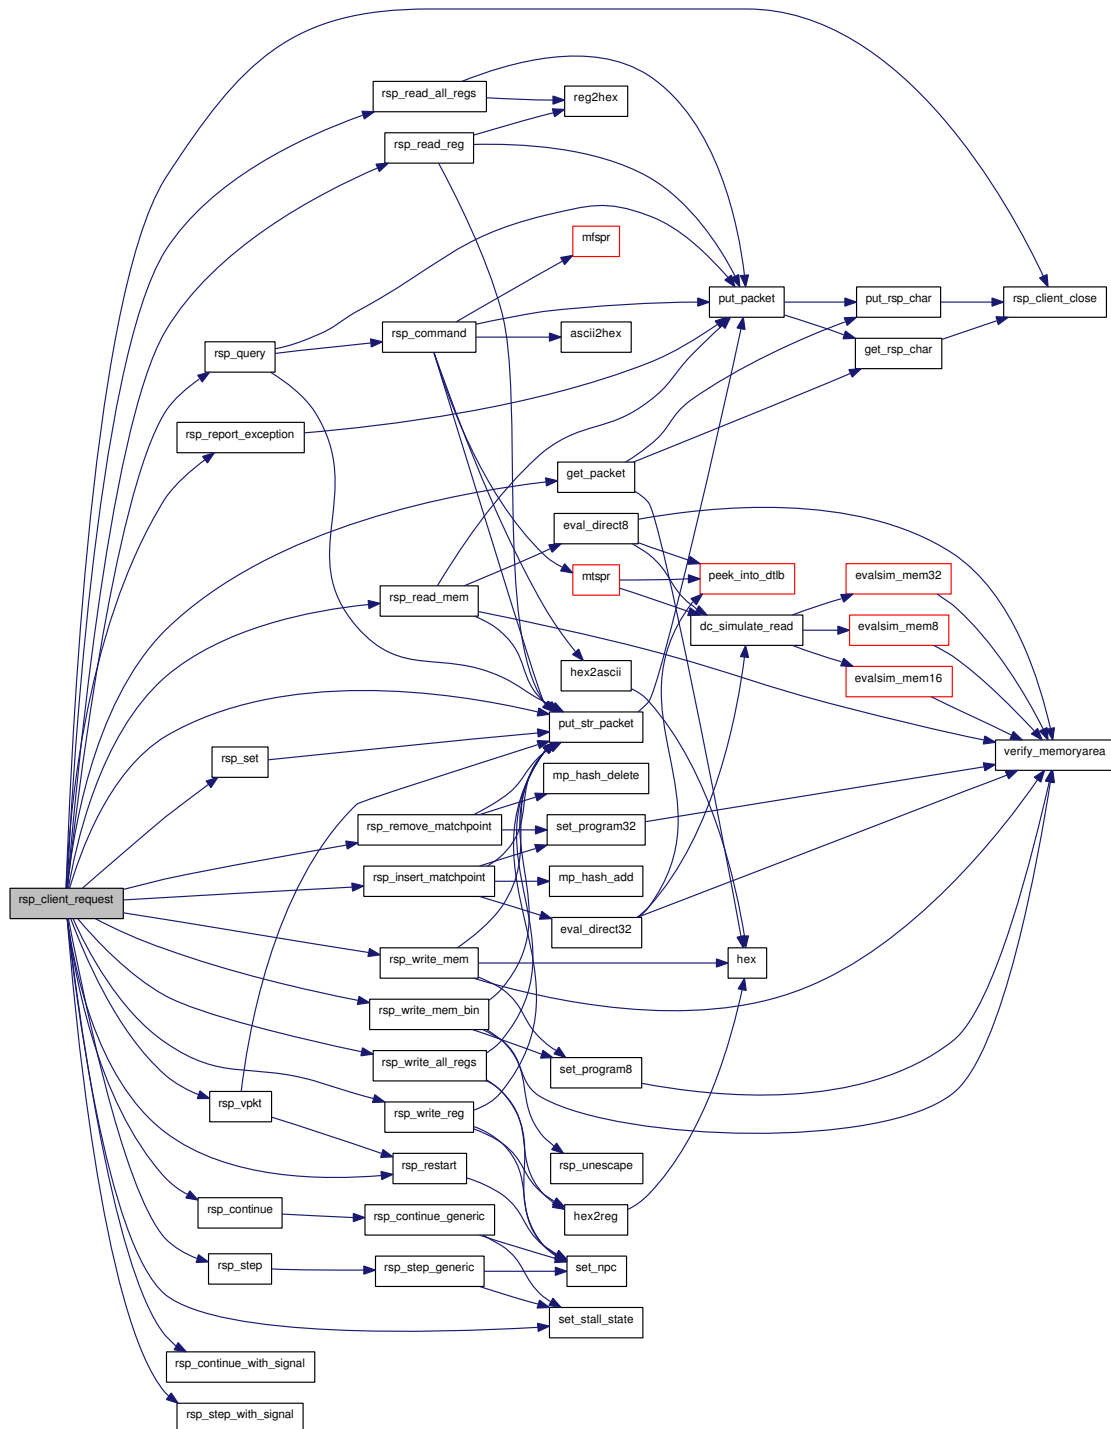 rsp_read_all_regs
reg2hex
rsp_read_reg
mfspr
put_packet
put_rsp_char
rsp_client_close
rsp_command
ascii2hex
rsp_query
get_rsp_char
rsp_report_exception
get_packet
eval_direct8
mtspr
peek_into_dtlb
evalsim_mem32
rsp_read_mem
dc_simulate_read
evalsim_mem8
hex2ascii
evalsim_mem16
put_str_packet
rsp_set
verify_memoryarea
mp_hash_delete
rsp_remove_matchpoint
set_program32
rsp_insert_matchpoint
mp_hash_add
rsp_client_request
eval_direct32
rsp_write_mem
hex
rsp_write_mem_bin
rsp_write_all_regs
set_program8
rsp_vpkt
rsp_write_reg
rsp_restart
rsp_unescape
rsp_continue
rsp_continue_generic
hex2reg
rsp_step
rsp_step_generic
set_npc
set_stall_state
rsp_continue_with_signal
rsp_step_with_signal